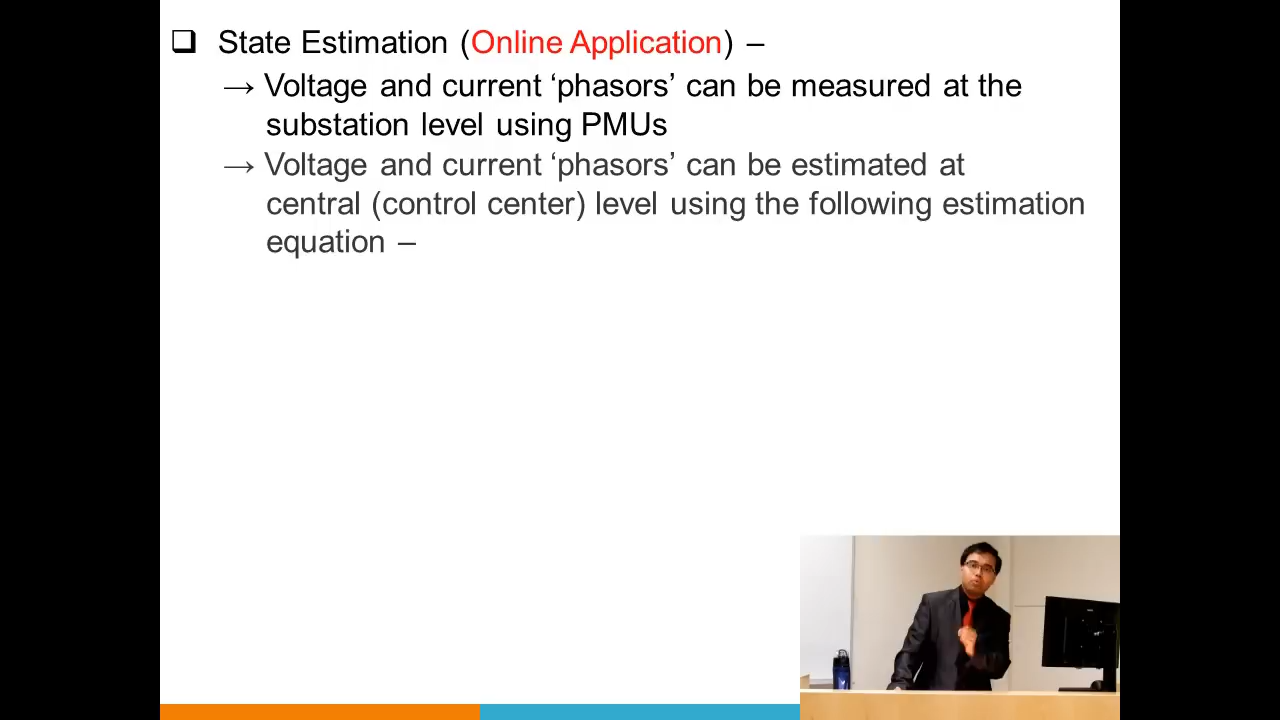 ❑ State Estimation (Online Application) –
→ Voltage and current ‘phasors’ can be measured at the
substation level using PMUs
→ Voltage and current ‘phasors’ can be estimated at
central (control center) level using the following estimation
equation –